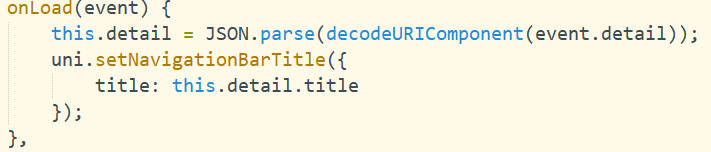 onLoad(event) {
    this.detail = JSON.parse(decodeURIComponent(event.detail));
    uni.setNavigationBarTitle({
        title: this.detail.title
    });
},